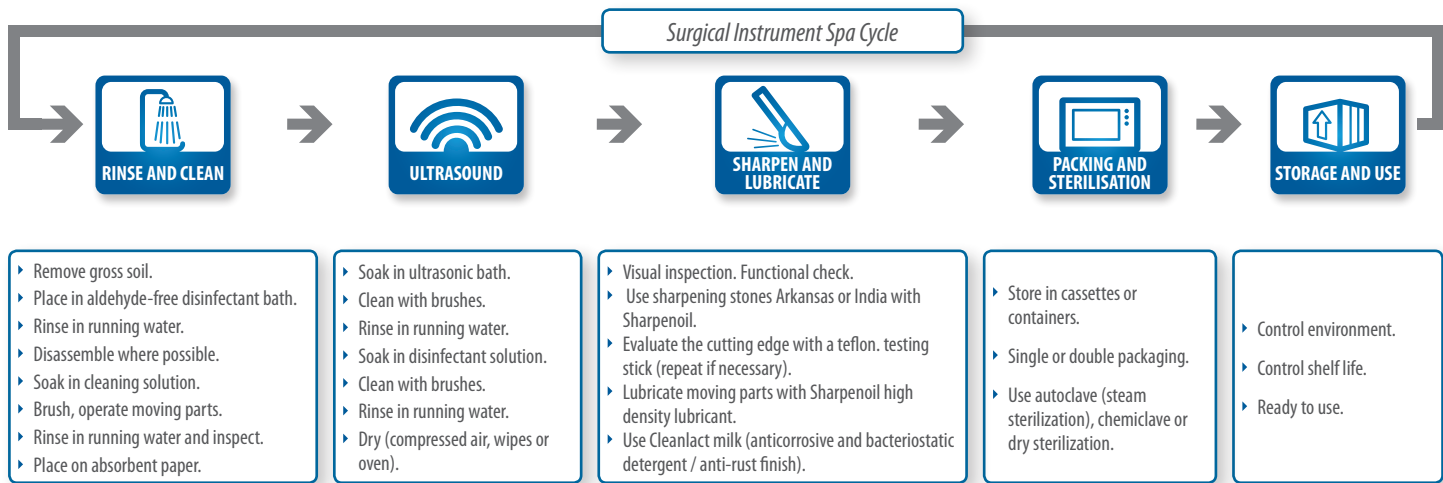 Surgical Instrument Spa Cycle
RINSE AND CLEAN
ULTRASOUND
SHARPEN AND
LUBRICATE
PACKING AND
STERILISATION
STORAGE AND USE
Remove gross soil.
Place in aldehyde-free disinfectant bath.
Rinse in running water.
Disassemble where possible.
Soak in cleaning solution.
Brush, operate moving parts.
Rinse in running water and inspect.
Place on absorbent paper.
Soak in ultrasonic bath.
Clean with brushes.
Rinse in running water.
Soak in disinfectant solution.
Clean with brushes.
Rinse in running water.
Dry (compressed air, wipes or
oven).
Visual inspection. Functional check.
Use sharpening stones Arkansas or India with
Sharpenoil.
Evaluate the cutting edge with a teflon. testing
stick (repeat if necessary).
Lubricate moving parts with Sharpenoil high
density lubricant.
Use Cleanlact milk (anticorrosive and bacteriostatic
detergent / anti-rust finish).
Store in cassettes or
containers.
Single or double packaging.
Use autoclave (steam
sterilization), chemiclave or
dry sterilization.
Control environment.
Control shelf life.
Ready to use.